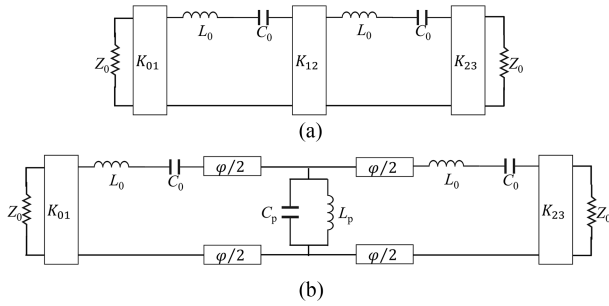 Z₀ K₀₁ L₀ C₀ K₁₂ L₀ C₀ K₂₃ Z₀
(a)
Z₀ K₀₁ L₀ C₀ φ/2 φ/2 L₀ C₀ K₂₃ Z₀
Cₚ Lₚ
φ/2 φ/2
(b)